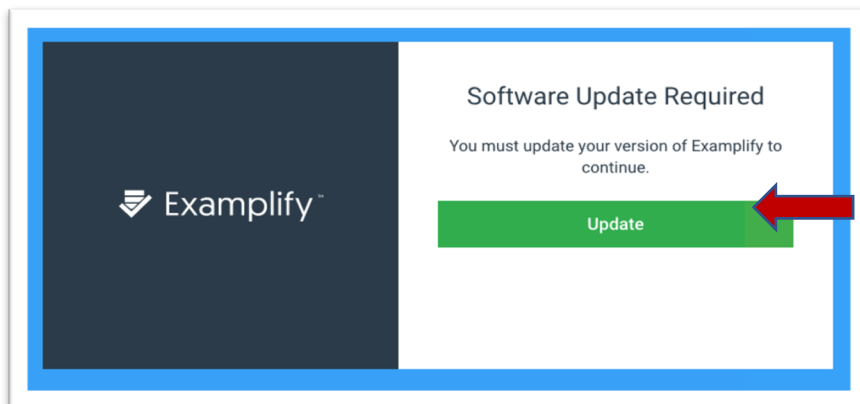 Examplify™
Software Update Required
You must update your version of Examplify to
continue.
Update